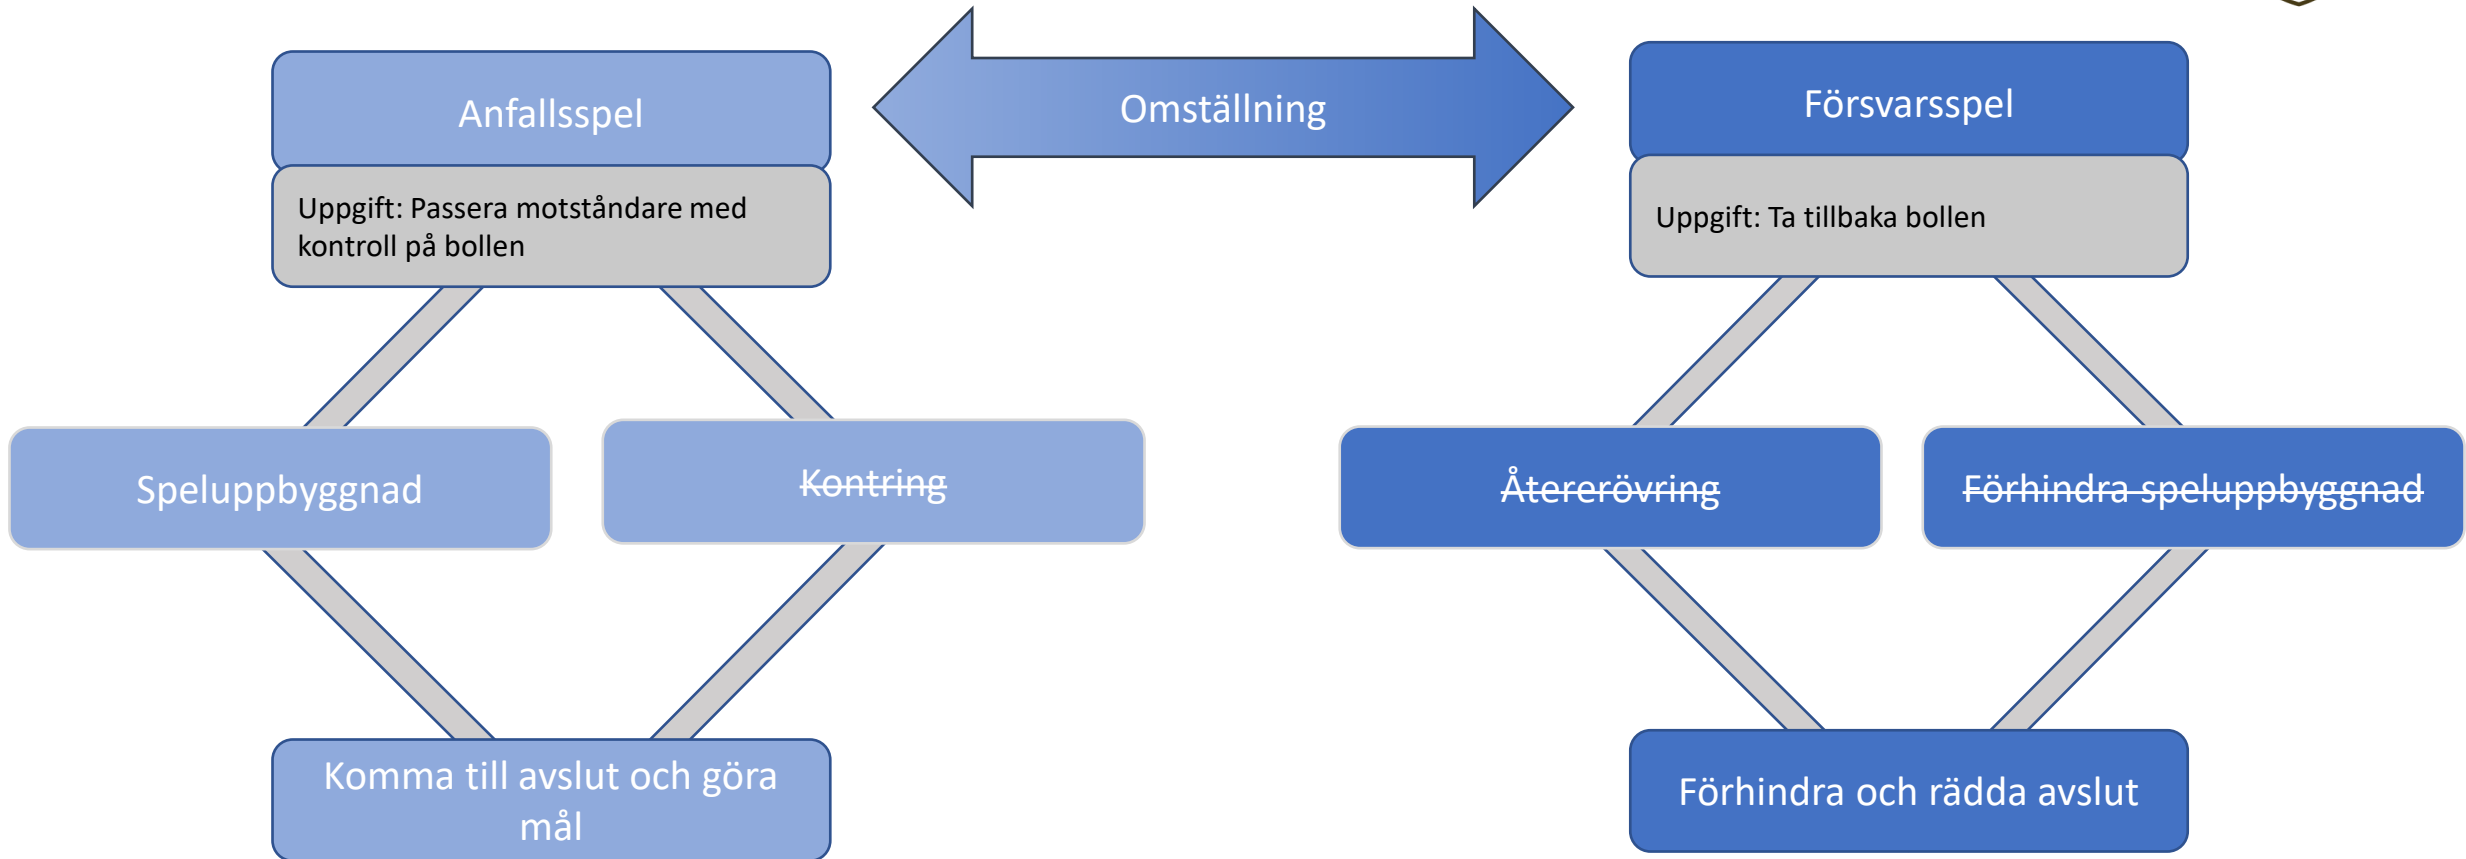 Anfallsspel
Uppgift: Passera motståndare med
kontroll på bollen
Omställning
Försvarsspel
Uppgift: Ta tillbaka bollen
Speluppbyggnad
Kontring
Återerövring
Förhindra speluppbyggnad
Komma till avslut och göra
mål
Förhindra och rädda avslut